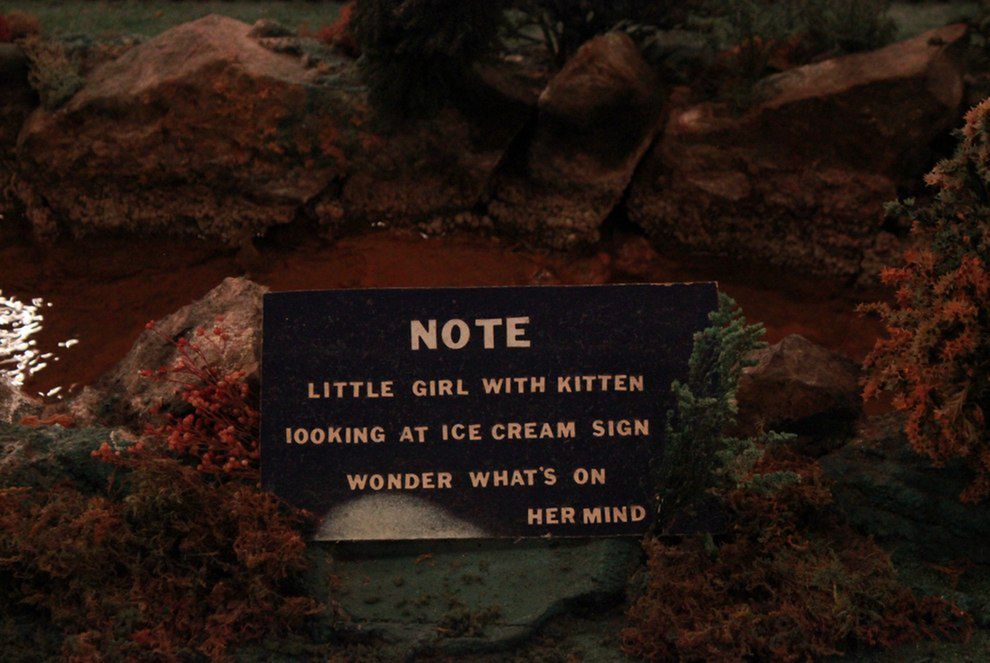 NOTE
LITTLE GIRL WITH KITTEN
lOOKING AT ICE CREAM SIGN
WONDER WHAT'S ON
HER MIND